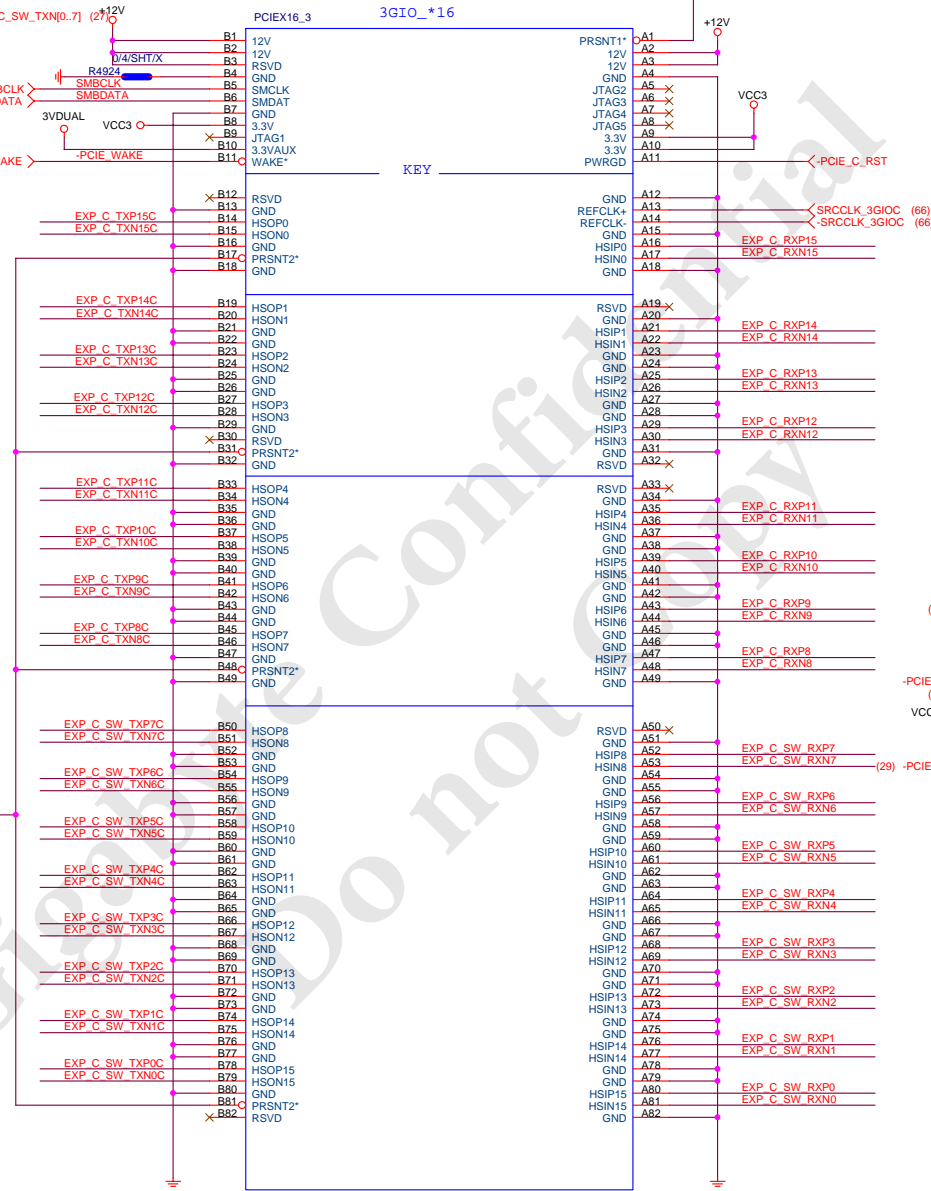 C_SW_TXN[0..7] (27)
+12V PCIEX16_3 3GIO_*16 +12V
B1 12V PRSNT1* A1
B2 12V 12V A2
0/4/SHT/X B3 RSVD 12V A3
R4924 B4 GND GND A4
BCLK SMBCLK B5 SMCLK JTAG2 A5
DATA SMBDATA B6 SMDAT JTAG3 A6 VCC3
3VDUAL B7 GND JTAG4 A7
VCC3 B8 3.3V JTAG5 A8
B9 JTAG1 3.3V A9
B10 3.3VAUX 3.3V A10
AKE -PCIE_WAKE B11 WAKE* PWRGD A11 -PCIE_C_RST
KEY
B12 RSVD GND A12
B13 GND REFCLK+ A13 SRCCLK_3GIOC (66)
EXP_C_TXP15C B14 HSOP0 REFCLK- A14 -SRCCLK_3GIOC (66
EXP_C_TXN15C B15 HSON0 GND A15
B16 GND HSIP0 A16 EXP_C_RXP15
B17 PRSNT2* HSIN0 A17 EXP_C_RXN15
B18 GND GND A18
EXP_C_TXP14C B19 HSOP1 RSVD A19
EXP_C_TXN14C B20 HSON1 GND A20
B21 GND HSIP1 A21 EXP_C_RXP14
B22 GND HSIN1 A22 EXP_C_RXN14
EXP_C_TXP13C B23 HSOP2 GND A23
EXP_C_TXN13C B24 HSON2 GND A24
B25 GND HSIP2 A25 EXP_C_RXP13
B26 GND HSIN2 A26 EXP_C_RXN13
EXP_C_TXP12C B27 HSOP3 GND A27
EXP_C_TXN12C B28 HSON3 GND A28
B29 GND HSIP3 A29 EXP_C_RXP12
B30 RSVD HSIN3 A30 EXP_C_RXN12
B31 PRSNT2* GND A31
B32 GND RSVD A32
EXP_C_TXP11C B33 HSOP4 RSVD A33
EXP_C_TXN11C B34 HSON4 GND A34
B35 GND HSIP4 A35 EXP_C_RXP11
B36 GND HSIN4 A36 EXP_C_RXN11
EXP_C_TXP10C B37 HSOP5 GND A37
EXP_C_TXN10C B38 HSON5 GND A38
B39 GND HSIP5 A39 EXP_C_RXP10
B40 GND HSIN5 A40 EXP_C_RXN10
EXP_C_TXP9C B41 HSOP6 GND A41
EXP_C_TXN9C B42 HSON6 GND A42
B43 GND HSIP6 A43 EXP_C_RXP9 (
B44 GND HSIN6 A44 EXP_C_RXN9
EXP_C_TXP8C B45 HSOP7 GND A45
EXP_C_TXN8C B46 HSON7 GND A46
B47 GND HSIP7 A47 EXP_C_RXP8
B48 PRSNT2* HSIN7 A48 EXP_C_RXN8
B49 GND GND A49 -PCIE
(
VCC
EXP_C_SW_TXP7C B50 HSOP8 RSVD A50
EXP_C_SW_TXN7C B51 HSON8 GND A51
B52 GND HSIP8 A52 EXP_C_SW_RXP7
B53 GND HSIN8 A53 EXP_C_SW_RXN7 (29) -PCIE
EXP_C_SW_TXP6C B54 HSOP9 GND A54
EXP_C_SW_TXN6C B55 HSON9 GND A55
B56 GND HSIP9 A56 EXP_C_SW_RXP6
B57 GND HSIN9 A57 EXP_C_SW_RXN6
EXP_C_SW_TXP5C B58 HSOP10 GND A58
EXP_C_SW_TXN5C B59 HSON10 GND A59
B60 GND HSIP10 A60 EXP_C_SW_RXP5
B61 GND HSIN10 A61 EXP_C_SW_RXN5
EXP_C_SW_TXP4C B62 HSOP11 GND A62
EXP_C_SW_TXN4C B63 HSON11 GND A63
B64 GND HSIP11 A64 EXP_C_SW_RXP4
B65 GND HSIN11 A65 EXP_C_SW_RXN4
EXP_C_SW_TXP3C B66 HSOP12 GND A66
EXP_C_SW_TXN3C B67 HSON12 GND A67
B68 GND HSIP12 A68 EXP_C_SW_RXP3
B69 GND HSIN12 A69 EXP_C_SW_RXN3
EXP_C_SW_TXP2C B70 HSOP13 GND A70
EXP_C_SW_TXN2C B71 HSON13 GND A71
B72 GND HSIP13 A72 EXP_C_SW_RXP2
B73 GND HSIN13 A73 EXP_C_SW_RXN2
EXP_C_SW_TXP1C B74 HSOP14 GND A74
EXP_C_SW_TXN1C B75 HSON14 GND A75
B76 GND HSIP14 A76 EXP_C_SW_RXP1
B77 GND HSIN14 A77 EXP_C_SW_RXN1
EXP_C_SW_TXP0C B78 HSOP15 GND A78
EXP_C_SW_TXN0C B79 HSON15 GND A79
B80 GND HSIP15 A80 EXP_C_SW_RXP0
B81 PRSNT2* HSIN15 A81 EXP_C_SW_RXN0
B82 RSVD GND A82
Gigabyte Confidential
Do not Copy